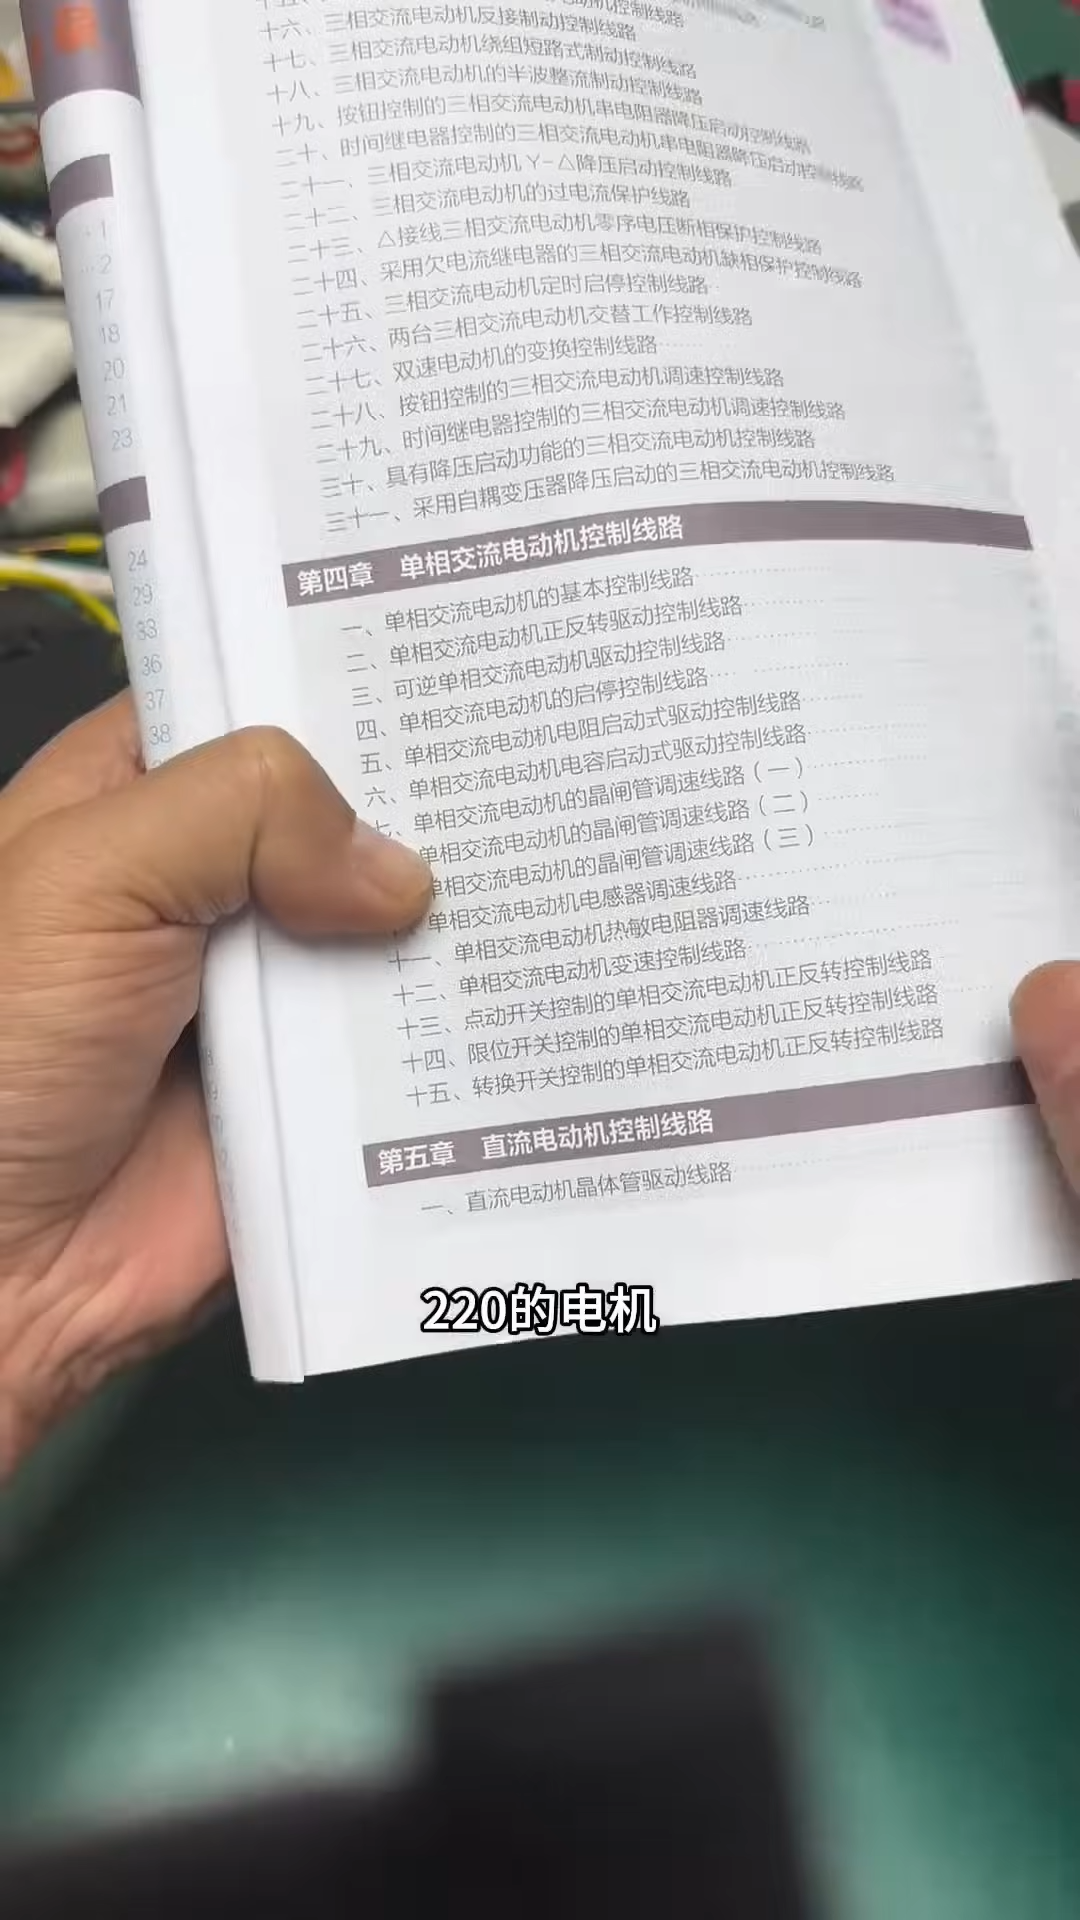 十六、三相交流电动机反接制动控制线路
十七、三相交流电动机绕组短路式制动控制线路
十八、三相交流电动机的半波整流制动控制线路
十九、按钮控制的三相交流电动机串电阻器降压启动控制线路
二十、时间继电器控制的三相交流电动机串电阻器降压启动控制线路
二十一、三相交流电动机Y-△降压启动控制线路
二十二、三相交流电动机的过电流保护线路
二十三、△接线三相交流电动机零序电压断相保护控制线路
二十四、采用欠电流继电器的三相交流电动机缺相保护控制线路
二十五、三相交流电动机定时启停控制线路
二十六、两台三相交流电动机交替工作控制线路
二十七、双速电动机的变换控制线路
二十八、按钮控制的三相交流电动机调速控制线路
二十九、时间继电器控制的三相交流电动机调速控制线路
三十、具有降压启动功能的三相交流电动机控制线路
三十一、采用自耦变压器降压启动的三相交流电动机控制线路
第四章 单相交流电动机控制线路
一、单相交流电动机的基本控制线路
二、单相交流电动机正反转驱动控制线路
三、可逆单相交流电动机驱动控制线路
四、单相交流电动机的启停控制线路
五、单相交流电动机电阻启动式驱动控制线路
六、单相交流电动机电容启动式驱动控制线路
七、单相交流电动机的晶闸管调速线路（一）
单相交流电动机的晶闸管调速线路（二）
单相交流电动机的晶闸管调速线路（三）
单相交流电动机电感器调速线路
十一、单相交流电动机热敏电阻器调速线路
十二、单相交流电动机变速控制线路
十三、点动开关控制的单相交流电动机正反转控制线路
十四、限位开关控制的单相交流电动机正反转控制线路
十五、转换开关控制的单相交流电动机正反转控制线路
第五章 直流电动机控制线路
一、直流电动机晶体管驱动线路
1
2
17
18
20
21
23
24
29
33
36
37
38
220的电机